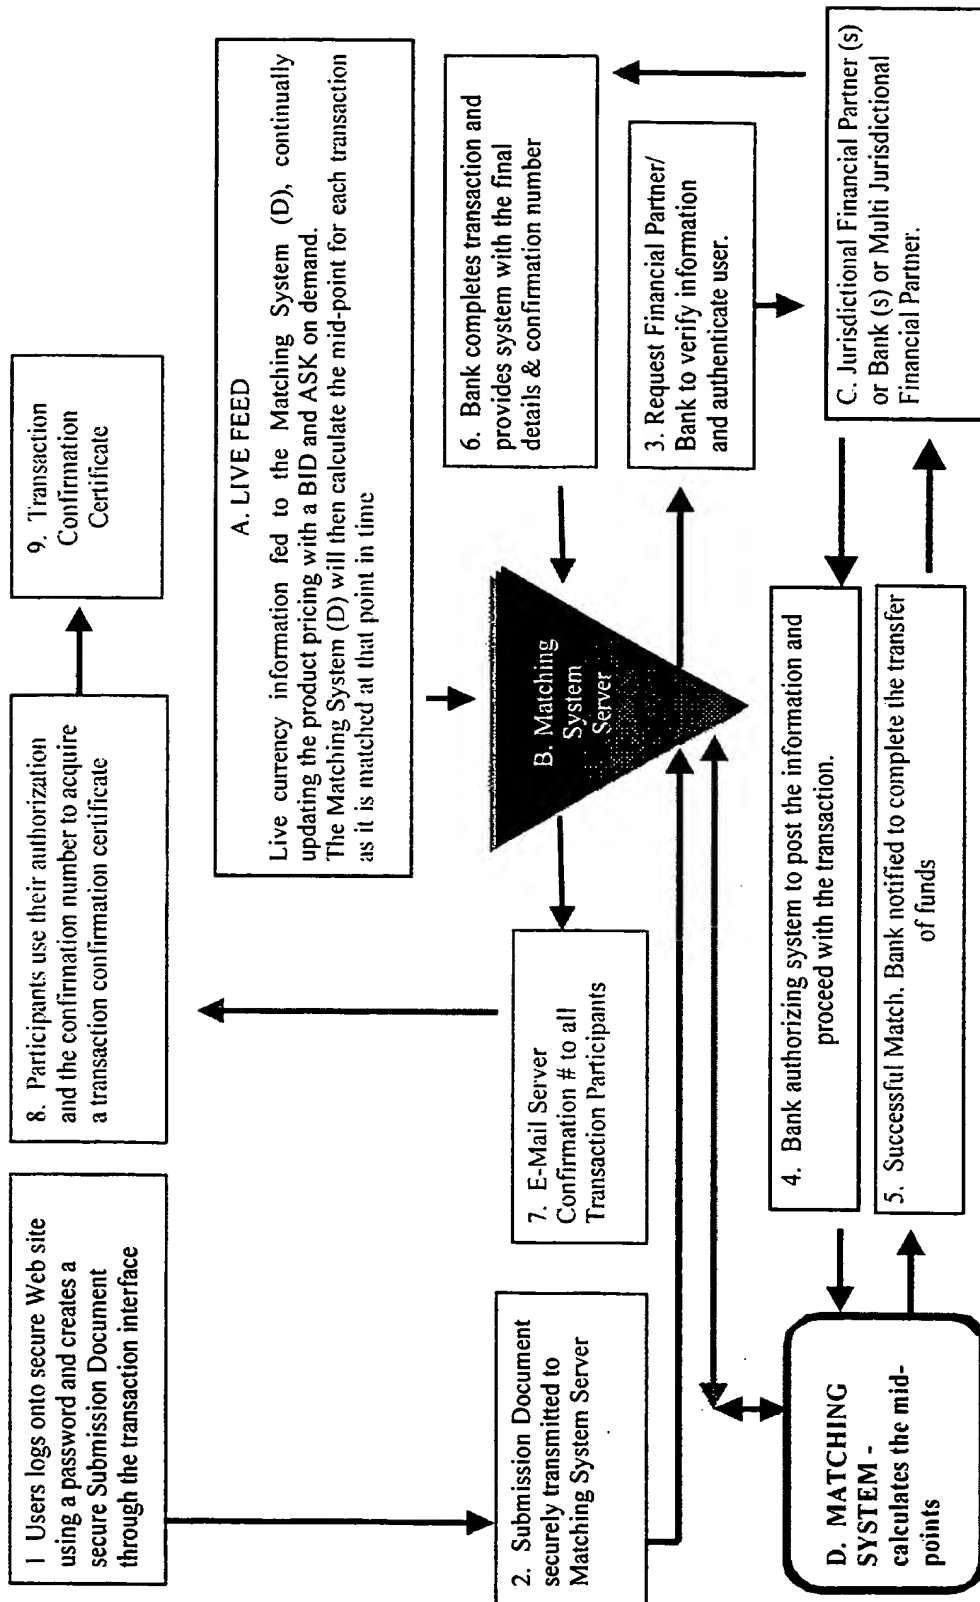 1 Users logs onto secure Web site
using a password and creates a
secure Submission Document
through the transaction interface
8. Participants use their authorization
and the confirmation number to acquire
a transaction confirmation certificate
9. Transaction
Confirmation
Certificate
A. LIVE FEED
Live currency information fed to the Matching System (D), continually
updating the product pricing with a BID and ASK on demand.
The Maching System (D) will then calculate the mid-point for each transaction
as it is matched at that point in time
2. Submission Document
securely transmitted to
Matching System Server
7. E-Mail Server
Confirmation # to all
Transaction Participants
B. Matching
System
Server
6. Bank completes transaction and
provides system with the final
details & confirmation number
3. Request Financial Partner/
Bank to verify information
and authenticate user.
D. MATCHING
SYSTEM -
calculates the mid-
points
4. Bank authorizing system to post the information and
proceed with the transaction.
5. Successful Match. Bank notified to complete the transfer
of funds
C. Jurisdictional Financial Partner (s)
or Bank (s) or Multi Jurisdictional
Financial Partner.